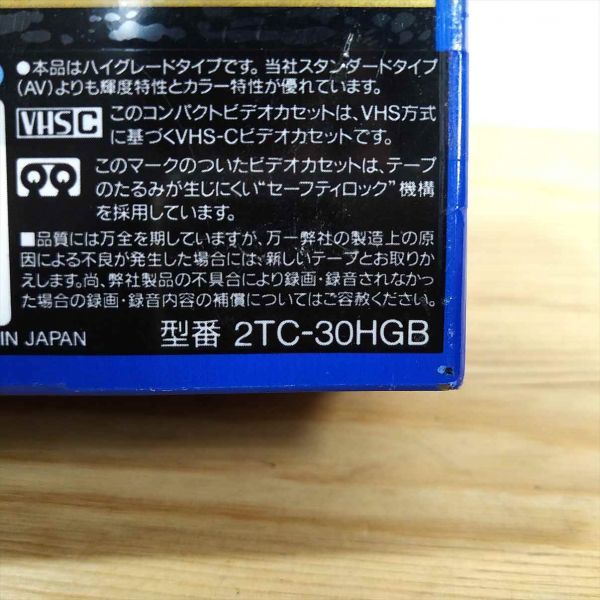 ●本品はハイグレードタイプです。当社スタンダードタイプ
(AV)よりも輝度特性とカラー特性が優れています。
VHSC
このコンパクトビデオカセットは、VHS方式
に基づくVHS-Cビデオカセットです。
このマークのついたビデオカセットは、テープ
のたるみが生じにくい"セーフティロック"機構
を採用しています。
■品質には万全を期していますが、万一弊社の製造上の原
因による不良が発生した場合には、新しいテープとお取りか
えします。尚、弊社製品の不具合により録画・録音されなかっ
た場合の録画・録音内容の補償についてはご容赦ください。
IN JAPAN
型番 2TC-30HGB